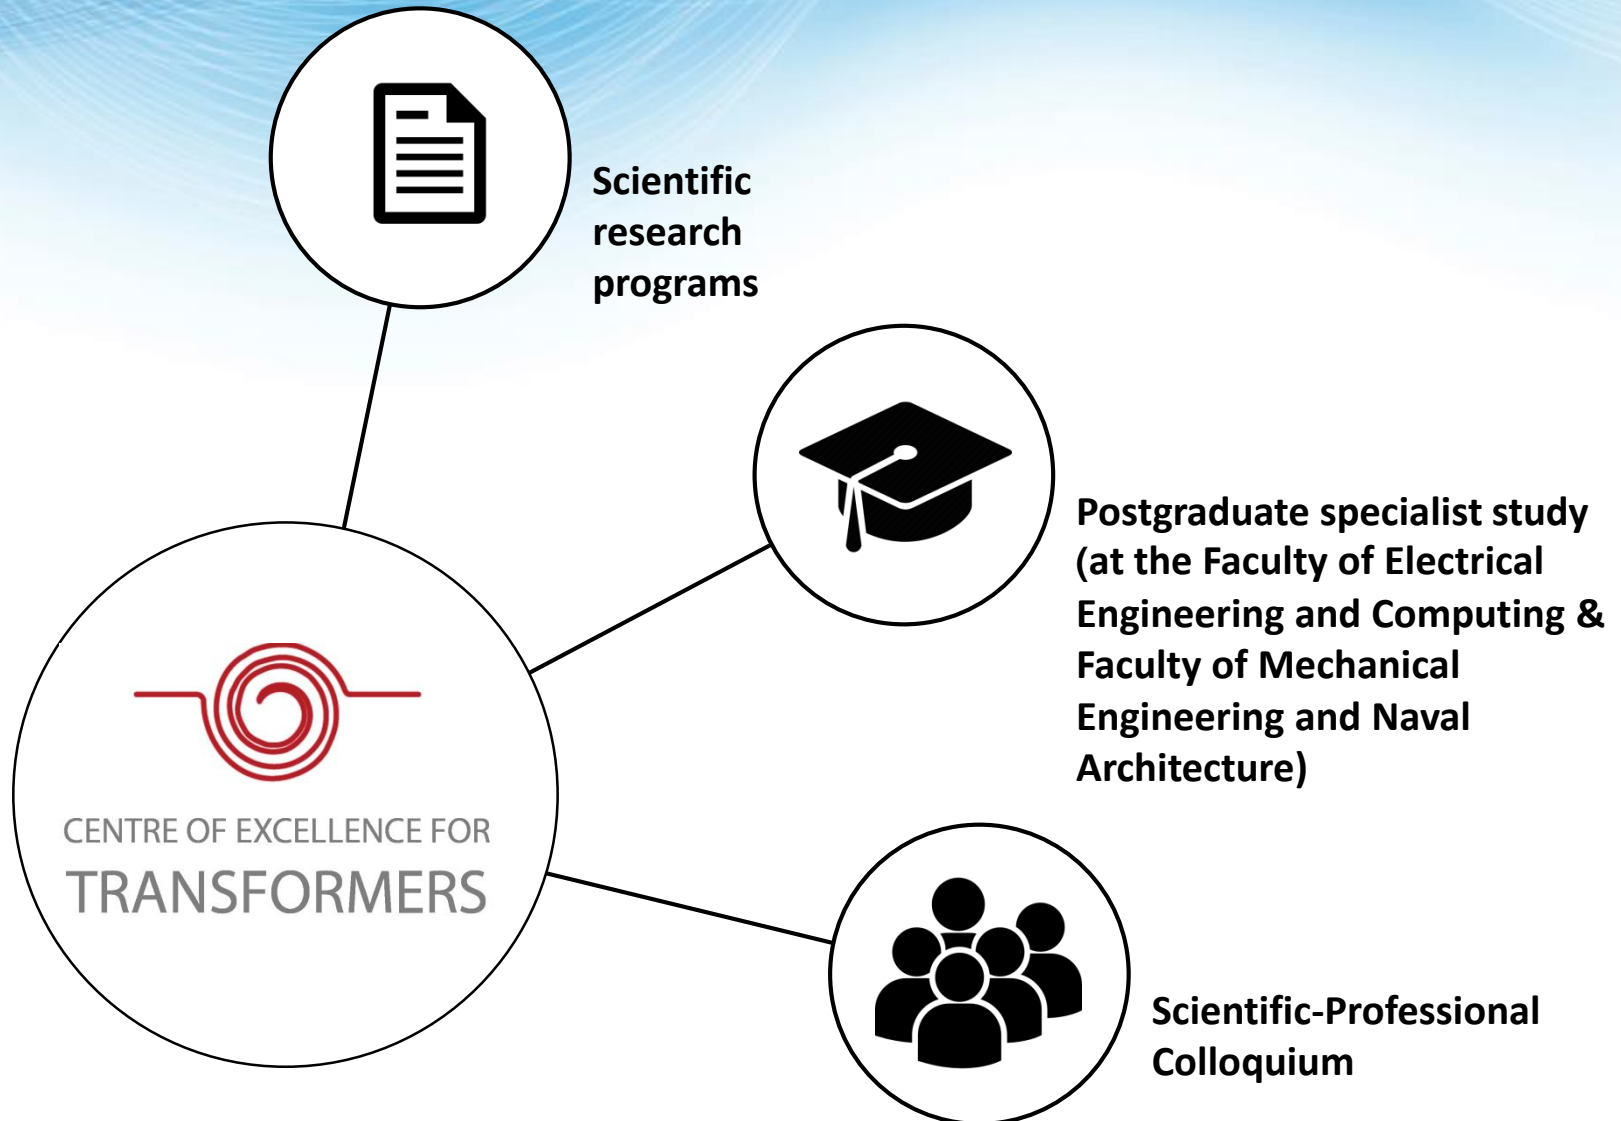 Scientific
research
programs
Postgraduate specialist study
(at the Faculty of Electrical
Engineering and Computing &
Faculty of Mechanical
Engineering and Naval
Architecture)
CENTRE OF EXCELLENCE FOR
TRANSFORMERS
Scientific-Professional
Colloquium